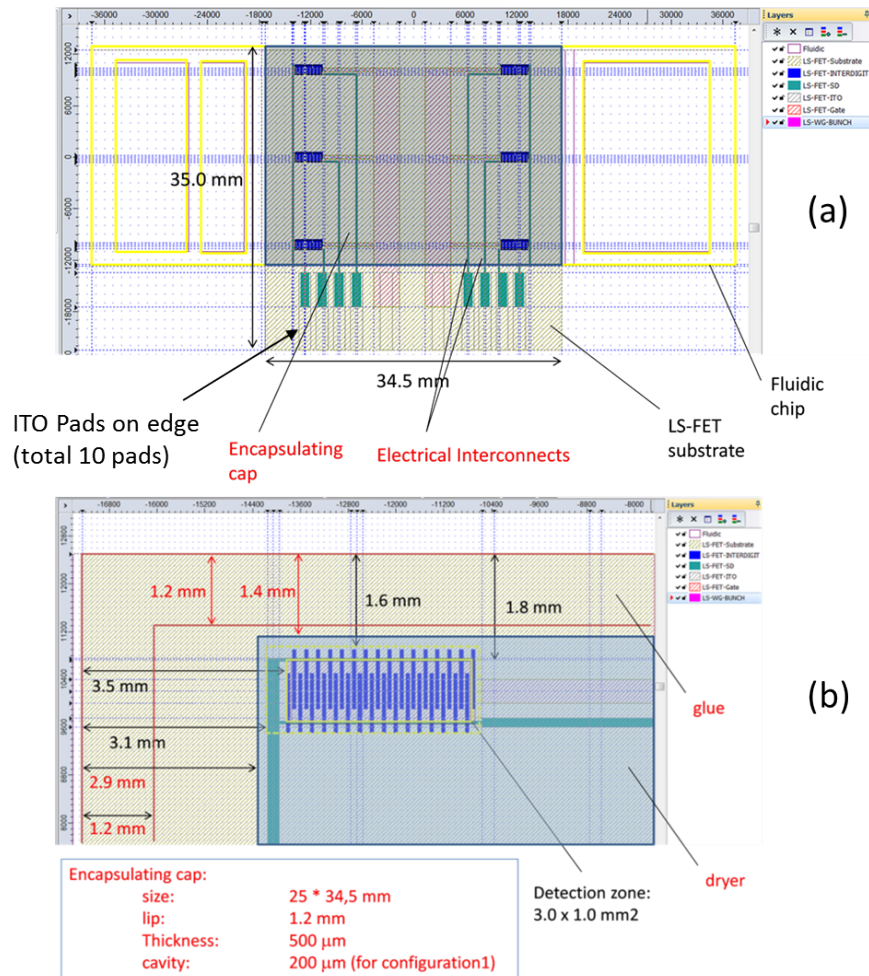 -36000 -30000 -24000 -18000 -12000 -6000 0 6000 12000 18000 24000 30000 36000
Layers
Fluidic
LS-FET-Substrate
LS-FET-INTERDIGIT
LS-FET-SD
LS-FET-ITO
LS-FET-Gate
LS-WG-BUNCH
12000
6000
0
-6000
-12000
-18000
0
35.0 mm
(a)
34.5 mm
ITO Pads on edge
(total 10 pads)
Encapsulating
cap
Electrical Interconnects
LS-FET
substrate
Fluidic
chip
-16800 -16000 -15200 -14400 -13600 -12800 -12000 -11200 -10400 -9600 -8800 -8000
Layers
Fluidic
LS-FET-Substrate
LS-FET-INTERDIGIT
LS-FET-SD
LS-FET-ITO
LS-FET-Gate
LS-WG-BUNCH
12800
12000
11200
10400
9600
8800
8000
1.2 mm
1.4 mm
1.6 mm
1.8 mm
3.5 mm
3.1 mm
2.9 mm
1.2 mm
glue
(b)
dryer
Detection zone:
3.0 x 1.0 mm2
Encapsulating cap:
size: 25 * 34,5 mm
lip: 1.2 mm
Thickness: 500 µm
cavity: 200 µm (for configuration1)